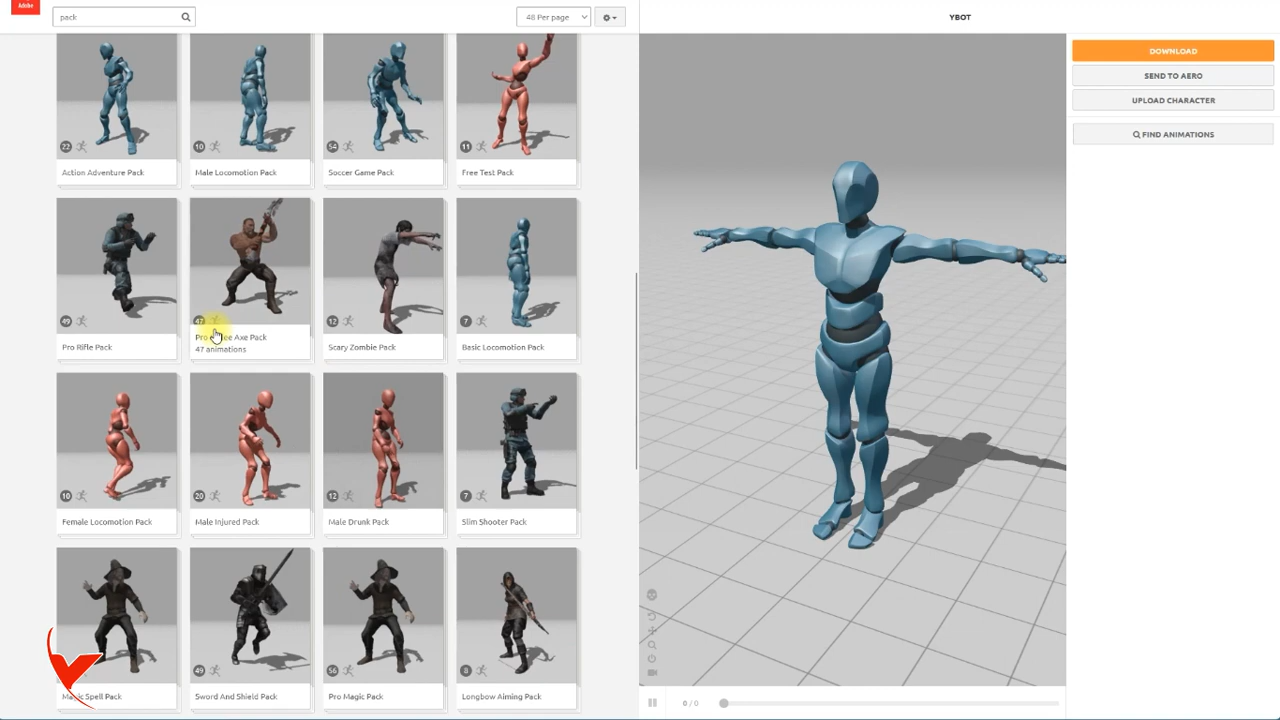 Adobe
pack
48 Per page
YBOT
DOWNLOAD
SEND TO AERO
UPLOAD CHARACTER
FIND ANIMATIONS
22
10
54
11
Action Adventure Pack
Male Locomotion Pack
Soccer Game Pack
Free Test Pack
49
47
12
7
Pro Rifle Pack
Pro Axe Pack
47 animations
Scary Zombie Pack
Basic Locomotion Pack
10
20
12
7
Female Locomotion Pack
Male Injured Pack
Male Drunk Pack
Slim Shooter Pack
49
56
8
Magic Spell Pack
Sword And Shield Pack
Pro Magic Pack
Longbow Aiming Pack
0 / 0